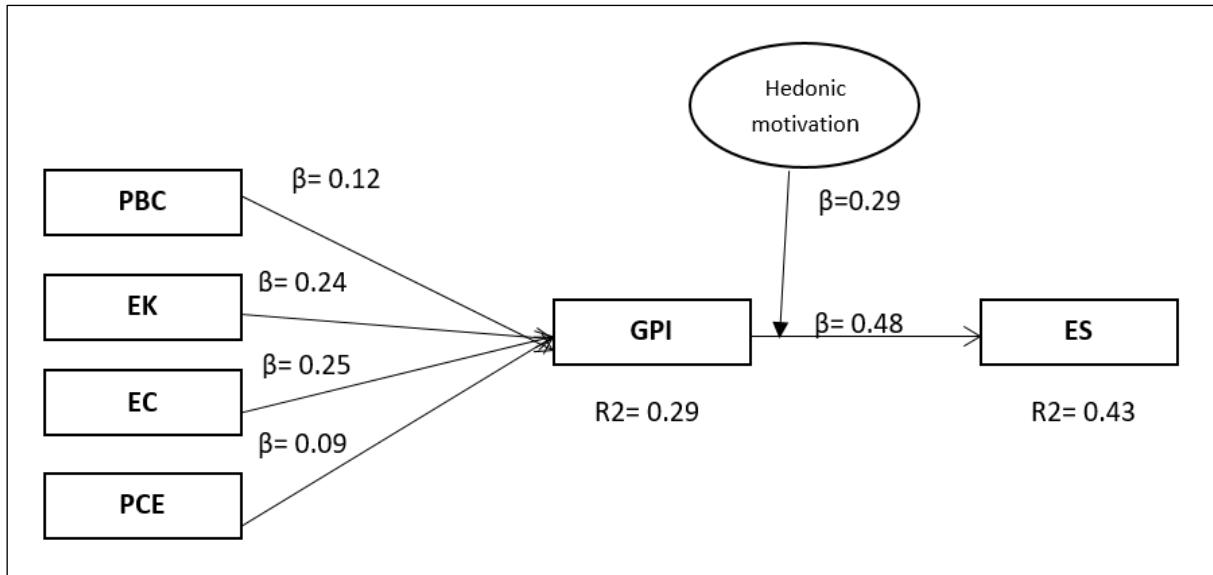 Hedonic
motivation
β=0.29
PBC
β= 0.12
EK
β= 0.24
EC
β= 0.25
PCE
β= 0.09
GPI
R2= 0.29
β= 0.48
ES
R2= 0.43